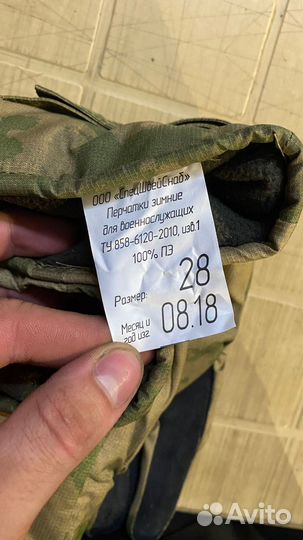 ООО «СпецШвейСнаб»
Перчатки зимние
для военнослужащих
ТУ 858-6120-2010, изв.1
100% ПЭ
Размер: 28
Месяц и
год изг. 08.18
Avito